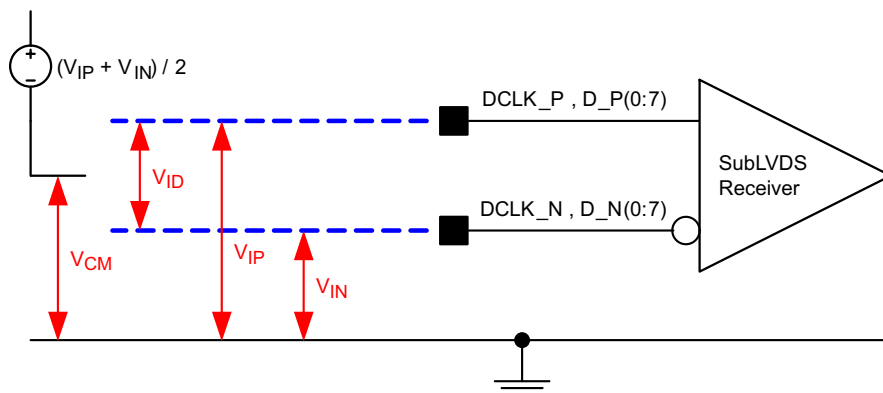 +
−
(VIP + VIN) / 2
DCLK_P , D_P(0:7)
SubLVDS
Receiver
VID
DCLK_N , D_N(0:7)
VCM
VIP
VIN